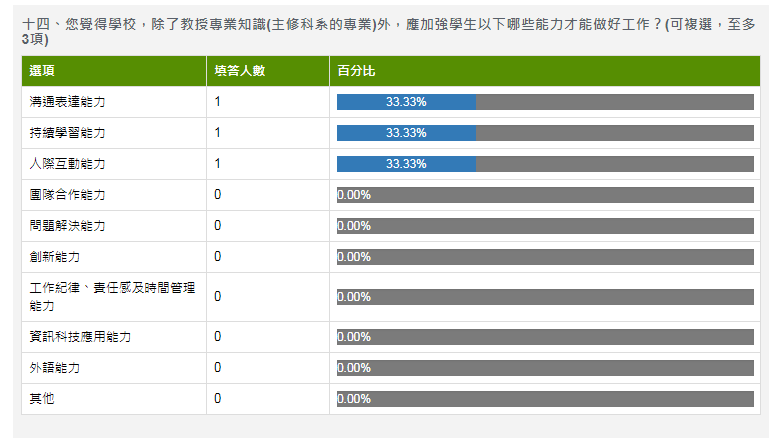 十四、您覺得學校，除了教授專業知識(主修科系的專業)外，應加強學生以下哪些能力才能做好工作？(可複選，至多
3項)
選項 填答人數 百分比
溝通表達能力 1 33.33%
持續學習能力 1 33.33%
人際互動能力 1 33.33%
團隊合作能力 0 0.00%
問題解決能力 0 0.00%
創新能力 0 0.00%
工作紀律、責任感及時間管理
能力 0 0.00%
資訊科技應用能力 0 0.00%
外語能力 0 0.00%
其他 0 0.00%